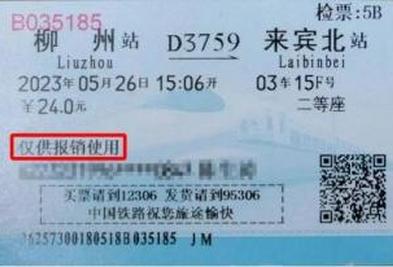 B035185 检票:5B
柳州站 D3759 来宾北站
Liuzhou Laibinbei
2023年05月26日 15:06开 03车15F号
￥24.0元 二等座
仅供报销使用
买票请到12306 发货请到95306
中国铁路祝您旅途愉快
36257300180518B035185 JM